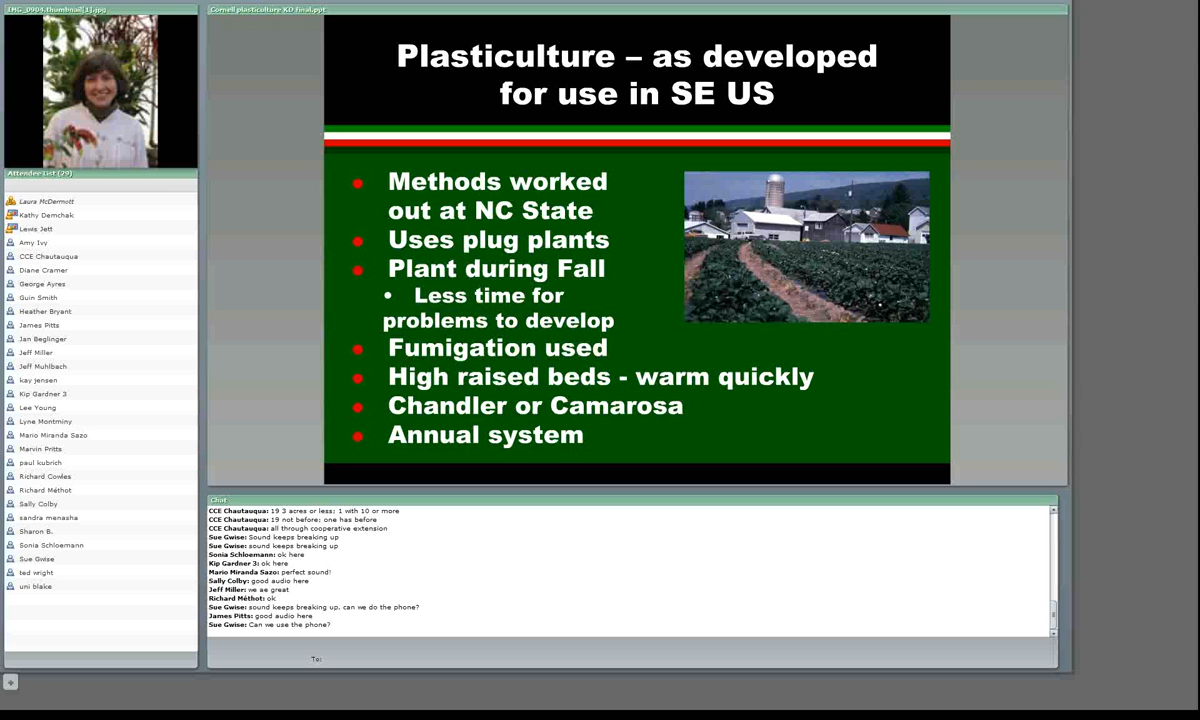 IMG_0904.thumbnail[1].jpg
Attendee List (29)
Laura McDermott
Kathy Demchak
Lewis Jett
Amy Ivy
CCE Chautauqua
Diane Cramer
George Ayres
Guin Smith
Heather Bryant
James Pitts
Jan Beglinger
Jeff Miller
Jeff Muhlbach
kay jensen
Kip Gardner 3
Lee Young
Lyne Montminy
Mario Miranda Sazo
Marvin Pritts
paul kubrich
Richard Cowles
Richard Méthot
Sally Colby
sandra menasha
Sharon B.
Sonia Schloemann
Sue Gwise
ted wright
uni blake
Cornell plasticulture KD final.ppt
Plasticulture – as developed
for use in SE US
Methods worked
out at NC State
Uses plug plants
Plant during Fall
• Less time for
problems to develop
Fumigation used
High raised beds - warm quickly
Chandler or Camarosa
Annual system
Chat
CCE Chautauqua: 19 3 acres or less; 1 with 10 or more
CCE Chautauqua: 19 not before; one has before
CCE Chautauqua: all through cooperative extension
Sue Gwise: Sound keeps breaking up
Sue Gwise: sound keeps breaking up
Sonia Schloemann: ok here
Kip Gardner 3: ok here
Mario Miranda Sazo: perfect sound!
Sally Colby: good audio here
Jeff Miller: we ae great
Richard Méthot: ok
Sue Gwise: sound keeps breaking up, can we do the phone?
James Pitts: good audio here
Sue Gwise: Can we use the phone?
To: